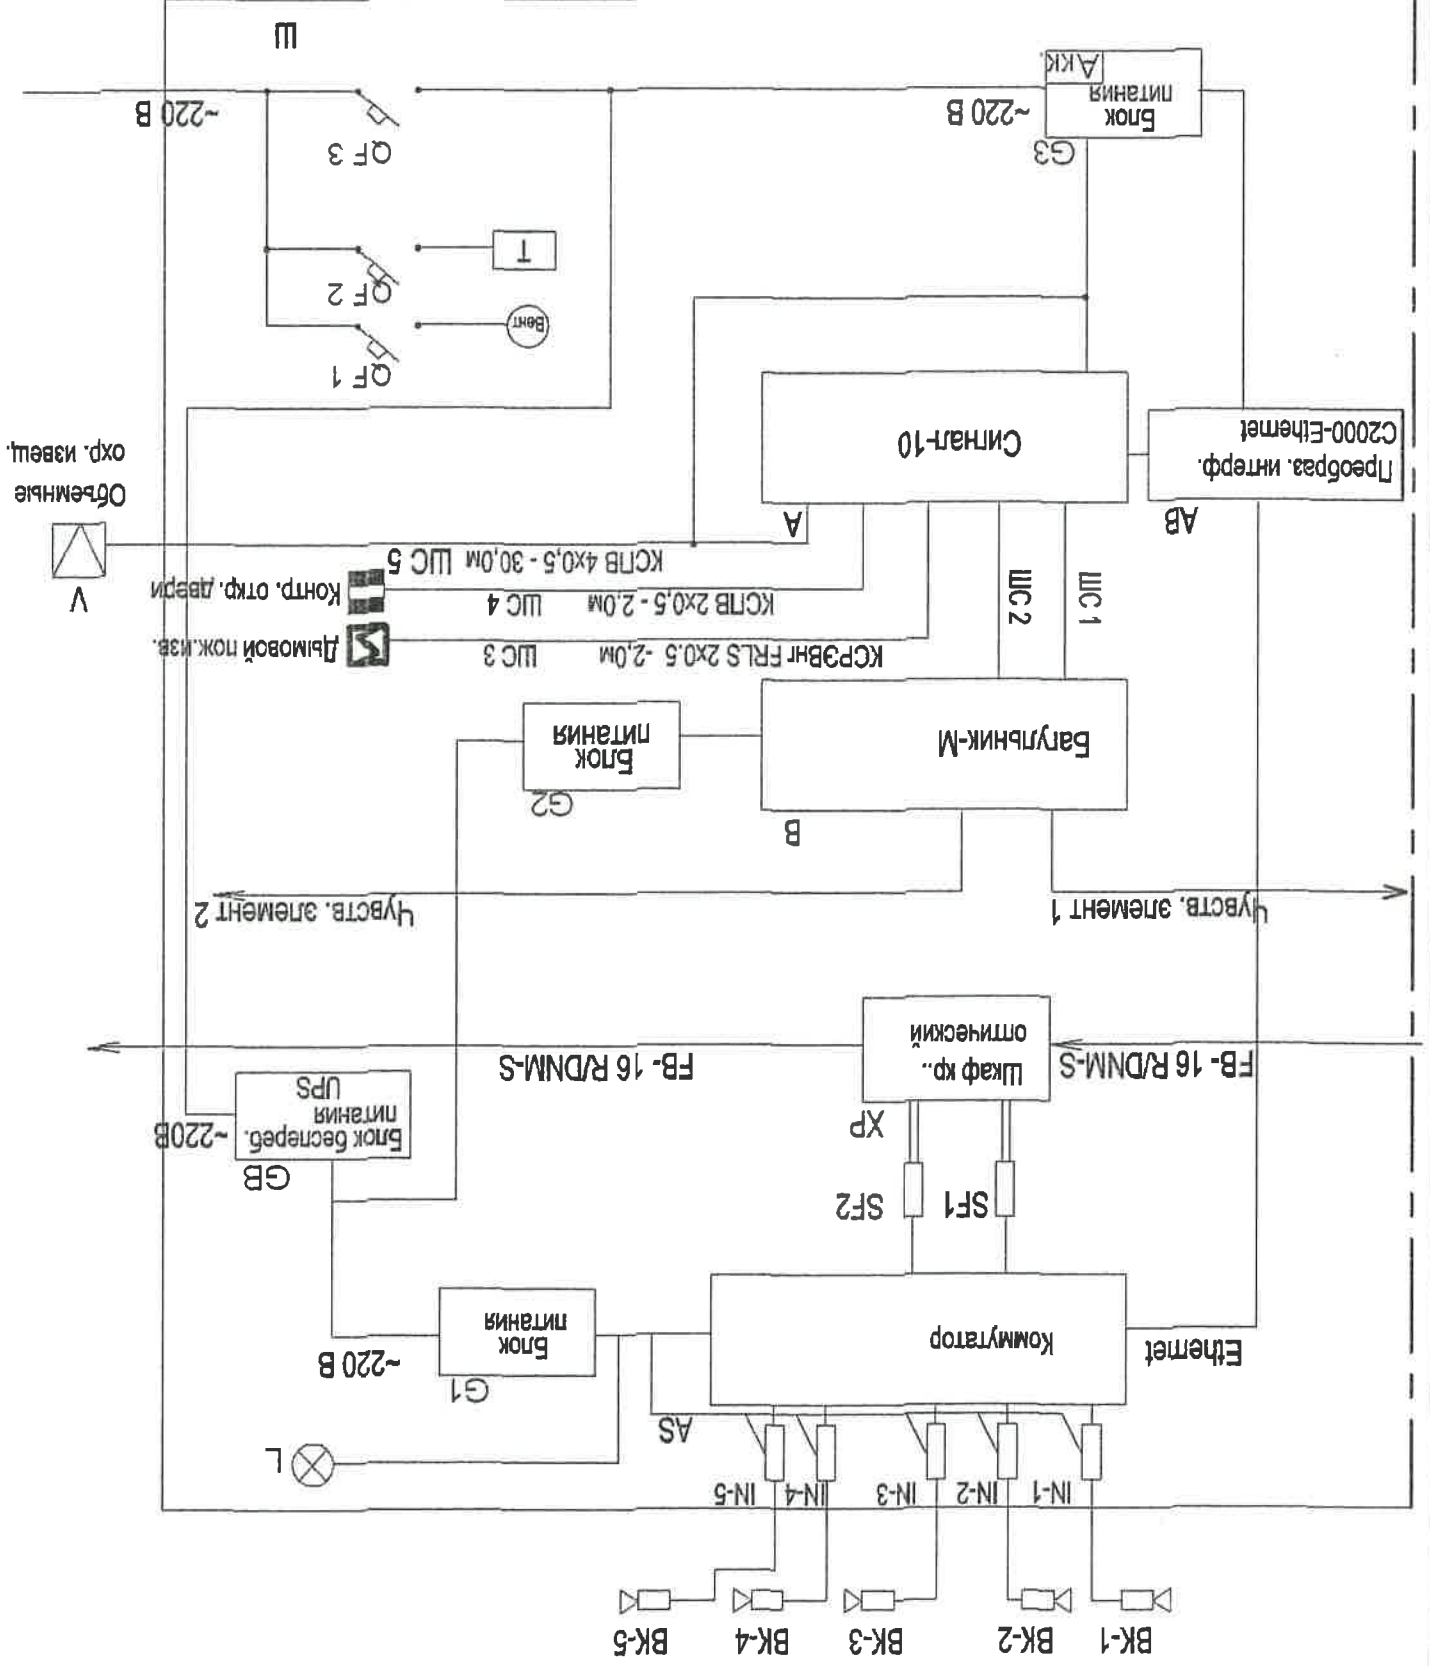 ВК-1
ВК-2
ВК-3
ВК-4
ВК-5
IN-1
IN-2
IN-3
IN-4
IN-5
L
AS
G1
Ethernet
Коммутатор
Блок
питания
~220 В
SF1
SF2
GB
XP
~220В
Блок беспереб.
питания
UPS
FB- 16 R/DNM-S
Шкаф кр..
оптический
FB- 16 R/DNM-S
Чувств. элемент 1
Чувств. элемент 2
В
G2
Багульник-М
Блок
питания
КСРЭВнг FRLS 2х0.5 -2,0м
ШС 3
Дымовой пож.изв.
ШС 1
ШС 2
КСПВ 2х0,5 - 2,0м
ШС 4
Контр. откр. двери
V
КСПВ 4х0,5 - 30,0м
ШС 5
АВ
А
Объемные
охр. извещ.
Преобраз. интерф.
С2000-Ethernet
Сигнал-10
QF 1
Вент
QF 2
Т
G3
QF 3
Блок
питания
Акк.
~220 В
~220 В
Ш